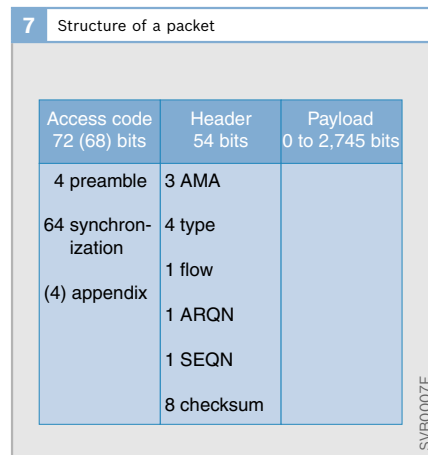 7 Structure of a packet
Access code
72 (68) bits
Header
54 bits
Payload
0 to 2,745 bits
4 preamble
64 synchron-
ization
(4) appendix
3 AMA
4 type
1 flow
1 ARQN
1 SEQN
8 checksum
SVB0007E